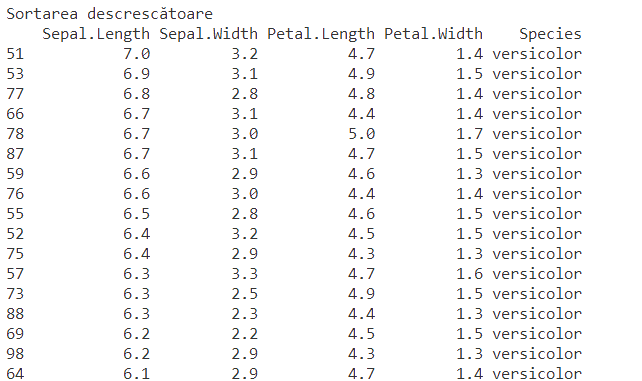 Sortarea descrescătoare
Sepal.Length Sepal.Width Petal.Length Petal.Width Species
51 7.0 3.2 4.7 1.4 versicolor
53 6.9 3.1 4.9 1.5 versicolor
77 6.8 2.8 4.8 1.4 versicolor
66 6.7 3.1 4.4 1.4 versicolor
78 6.7 3.0 5.0 1.7 versicolor
87 6.7 3.1 4.7 1.5 versicolor
59 6.6 2.9 4.6 1.3 versicolor
76 6.6 3.0 4.4 1.4 versicolor
55 6.5 2.8 4.6 1.5 versicolor
52 6.4 3.2 4.5 1.5 versicolor
75 6.4 2.9 4.3 1.3 versicolor
57 6.3 3.3 4.7 1.6 versicolor
73 6.3 2.5 4.9 1.5 versicolor
88 6.3 2.3 4.4 1.3 versicolor
69 6.2 2.2 4.5 1.5 versicolor
98 6.2 2.9 4.3 1.3 versicolor
64 6.1 2.9 4.7 1.4 versicolor